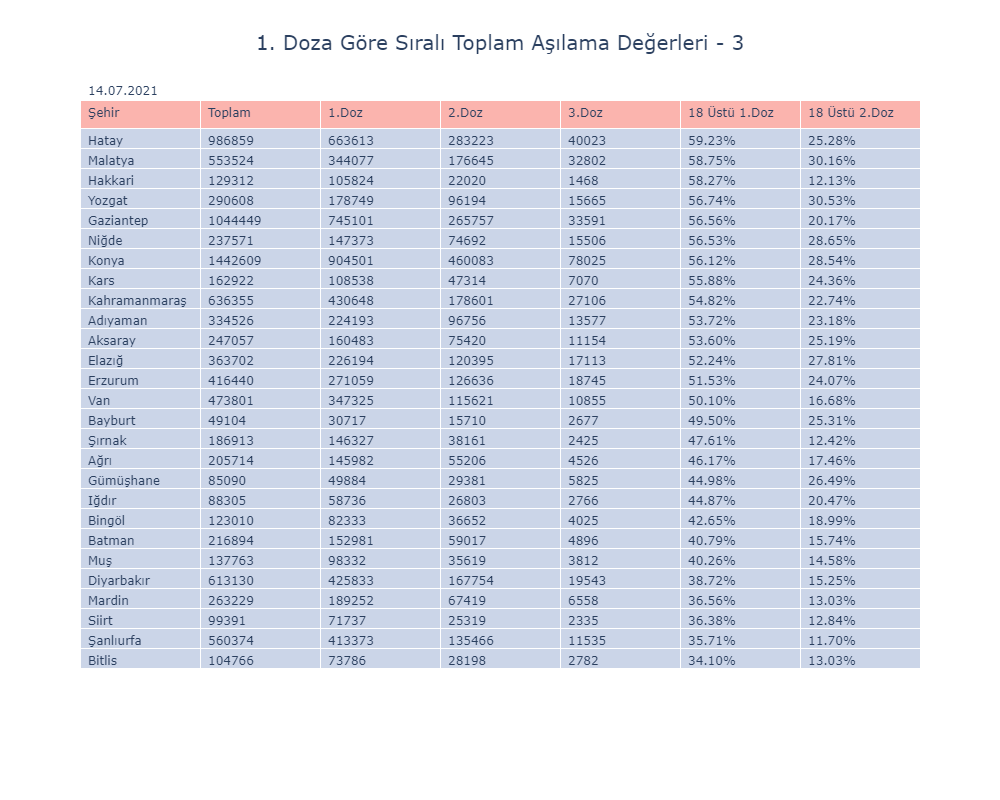 1. Doza Göre Sıralı Toplam Aşılama Değerleri - 3
14.07.2021
Şehir Toplam 1.Doz 2.Doz 3.Doz 18 Üstü 1.Doz 18 Üstü 2.Doz
Hatay 986859 663613 283223 40023 59.23% 25.28%
Malatya 553524 344077 176645 32802 58.75% 30.16%
Hakkari 129312 105824 22020 1468 58.27% 12.13%
Yozgat 290608 178749 96194 15665 56.74% 30.53%
Gaziantep 1044449 745101 265757 33591 56.56% 20.17%
Niğde 237571 147373 74692 15506 56.53% 28.65%
Konya 1442609 904501 460083 78025 56.12% 28.54%
Kars 162922 108538 47314 7070 55.88% 24.36%
Kahramanmaraş 636355 430648 178601 27106 54.82% 22.74%
Adıyaman 334526 224193 96756 13577 53.72% 23.18%
Aksaray 247057 160483 75420 11154 53.60% 25.19%
Elazığ 363702 226194 120395 17113 52.24% 27.81%
Erzurum 416440 271059 126636 18745 51.53% 24.07%
Van 473801 347325 115621 10855 50.10% 16.68%
Bayburt 49104 30717 15710 2677 49.50% 25.31%
Şırnak 186913 146327 38161 2425 47.61% 12.42%
Ağrı 205714 145982 55206 4526 46.17% 17.46%
Gümüşhane 85090 49884 29381 5825 44.98% 26.49%
Iğdır 88305 58736 26803 2766 44.87% 20.47%
Bingöl 123010 82333 36652 4025 42.65% 18.99%
Batman 216894 152981 59017 4896 40.79% 15.74%
Muş 137763 98332 35619 3812 40.26% 14.58%
Diyarbakır 613130 425833 167754 19543 38.72% 15.25%
Mardin 263229 189252 67419 6558 36.56% 13.03%
Siirt 99391 71737 25319 2335 36.38% 12.84%
Şanlıurfa 560374 413373 135466 11535 35.71% 11.70%
Bitlis 104766 73786 28198 2782 34.10% 13.03%